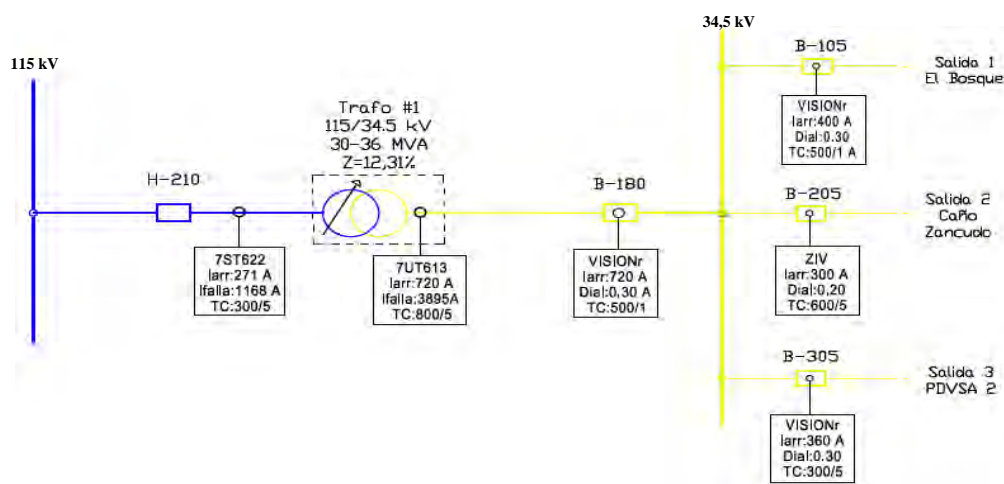 34,5 kV
115 kV
B-105
Salida 1
El Bosque
VISIONr
Iarr:400 A
Dial:0.30
TC:500/1 A
Trafo #1
115/34.5 kV
30-36 MVA
Z=12,31%
H-210
B-180
B-205
Salida 2
Caño
Zancudo
7ST622
Iarr:271 A
Ifalla:1168 A
TC:300/5
7UT613
Iarr:720 A
Ifalla:3895A
TC:800/5
VISIONr
Iarr:720 A
Dial:0,30 A
TC:500/1
ZIV
Iarr:300 A
Dial:0,20
TC:600/5
B-305
Salida 3
PDVSA 2
VISIONr
Iarr:360 A
Dial:0.30
TC:300/5